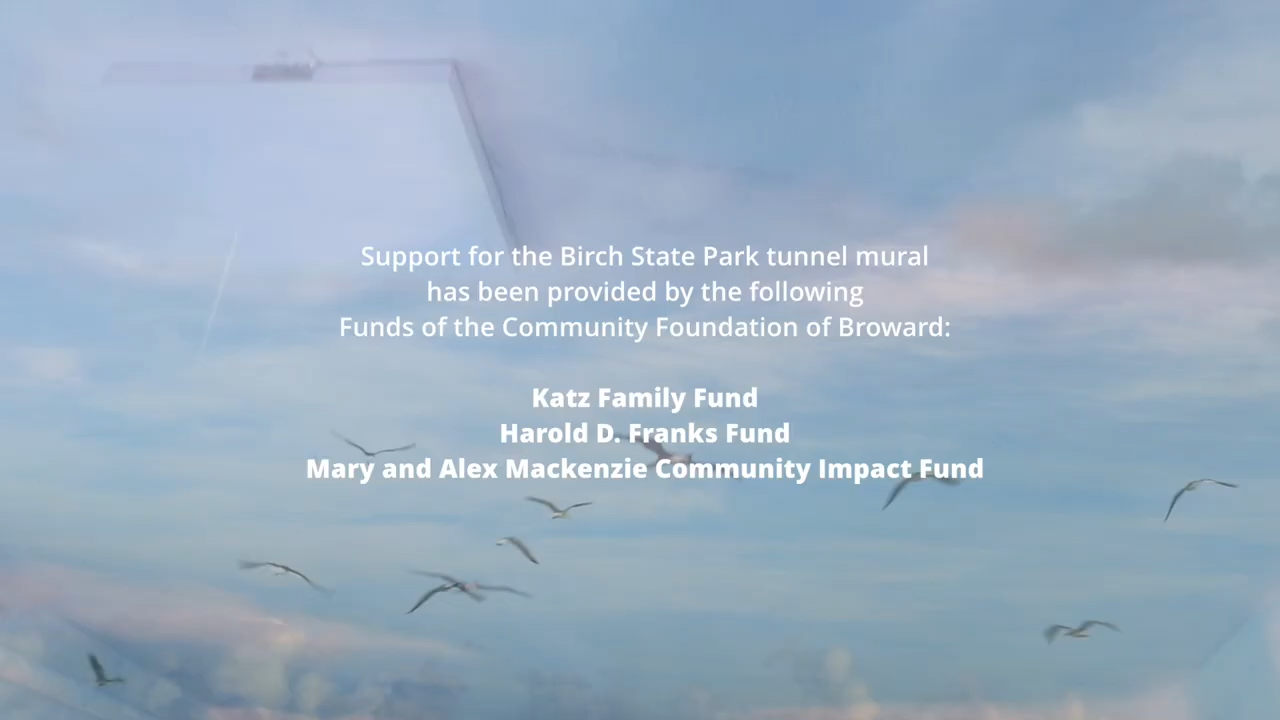 Support for the Birch State Park tunnel mural
has been provided by the following
Funds of the Community Foundation of Broward:
Katz Family Fund
Harold D. Franks Fund
Mary and Alex Mackenzie Community Impact Fund